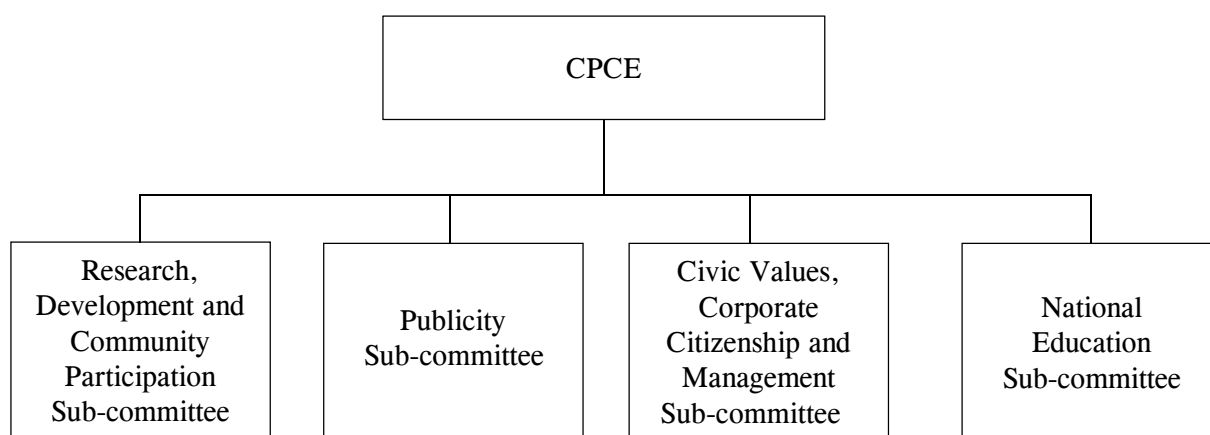 CPCE
Research,
Development and
Community
Participation
Sub-committee
Publicity
Sub-committee
Civic Values,
Corporate
Citizenship and
Management
Sub-committee
National
Education
Sub-committee